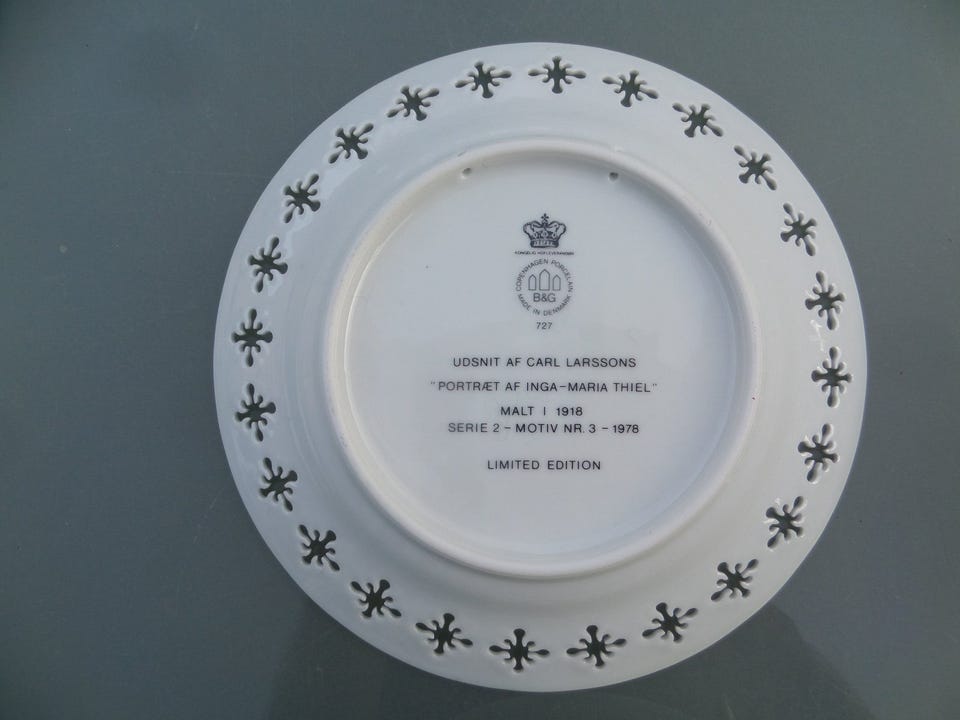 KONGELIG HOFLEVERANDØR
COPENHAGEN PORCELAIN
B&G
MADE IN DENMARK
727
UDSNIT AF CARL LARSSONS
"PORTRÆT AF INGA-MARIA THIEL"
MALT I 1918
SERIE 2 - MOTIV NR. 3 - 1978
LIMITED EDITION